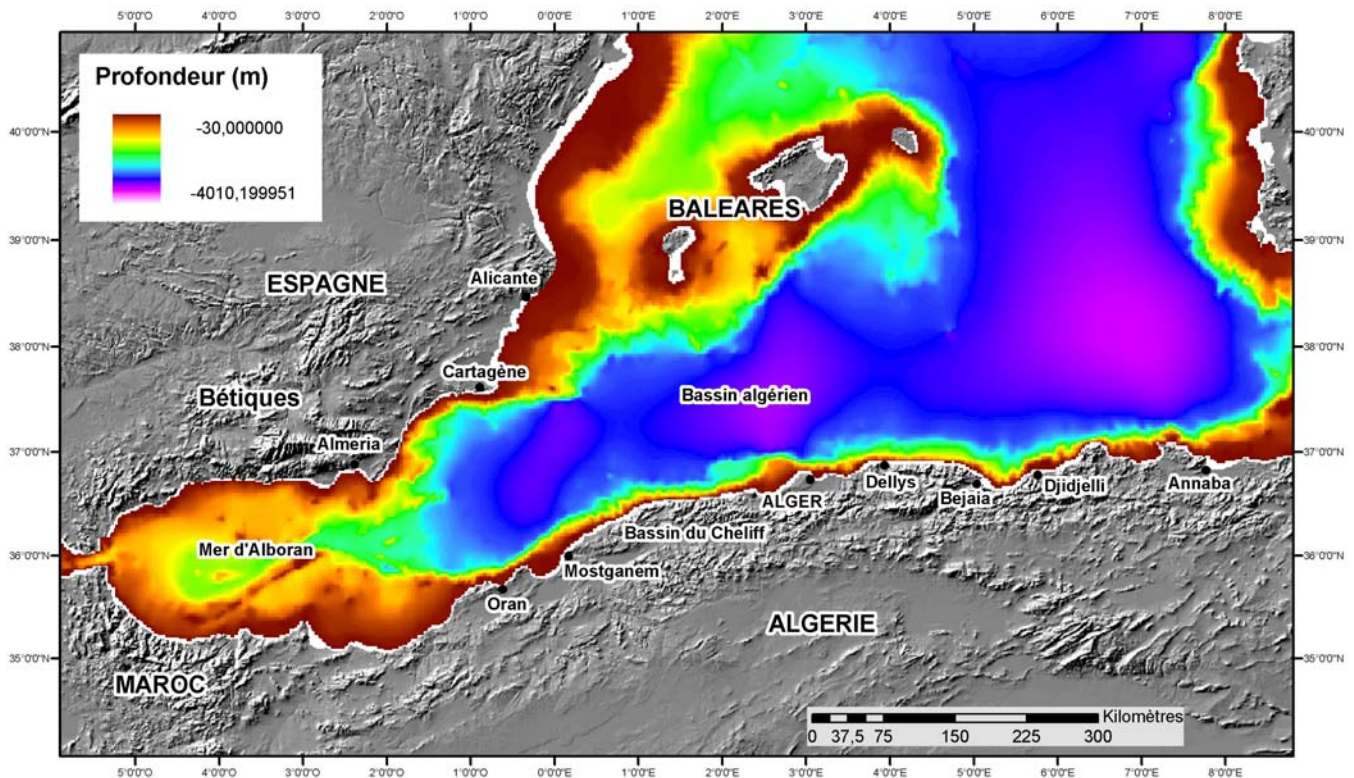 5°0'0"O 4°0'0"O 3°0'0"O 2°0'0"O 1°0'0"O 0°0'0"E 1°0'0"E 2°0'0"E 3°0'0"E 4°0'0"E 5°0'0"E 6°0'0"E 7°0'0"E 8°0'0"E
Profondeur (m)
-30,000000
-4010,199951
40°0'0"N 40°0'0"N
BALEARES
39°0'0"N 39°0'0"N
Alicante
ESPAGNE
38°0'0"N 38°0'0"N
Cartagène
Bétiques
Bassin algérien
Almeria
37°0'0"N 37°0'0"N
ALGER
Dellys
Bejaia
Djidjelli
Annaba
Bassin du Cheliff
Mer d'Alboran
36°0'0"N 36°0'0"N
Mostganem
Oran
ALGERIE
35°0'0"N 35°0'0"N
MAROC
Kilomètres
0 37,5 75 150 225 300
5°0'0"O 4°0'0"O 3°0'0"O 2°0'0"O 1°0'0"O 0°0'0"E 1°0'0"E 2°0'0"E 3°0'0"E 4°0'0"E 5°0'0"E 6°0'0"E 7°0'0"E 8°0'0"E